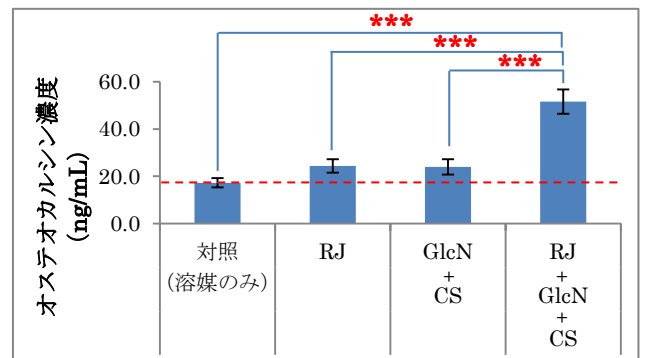 ***
***
***
オステオカルシン濃度
(ng/mL)
60.0
40.0
20.0
0.0
対照
(溶媒のみ)
RJ
GlcN
+
CS
RJ
+
GlcN
+
CS